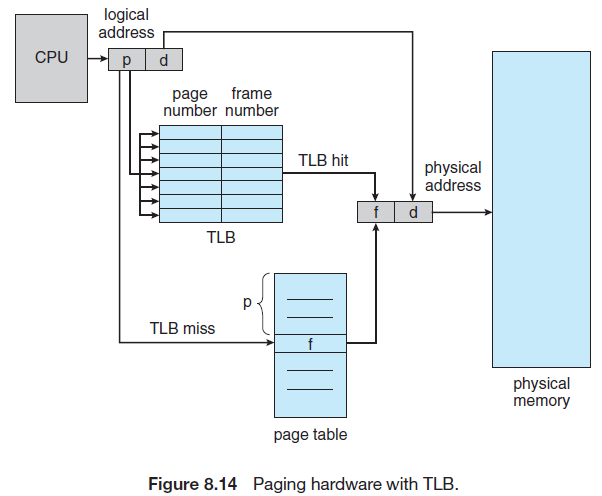 logical
address
CPU
p d
page frame
number number
TLB hit
physical
address
f d
TLB
p
TLB miss
f
physical
memory
page table
Figure 8.14 Paging hardware with TLB.